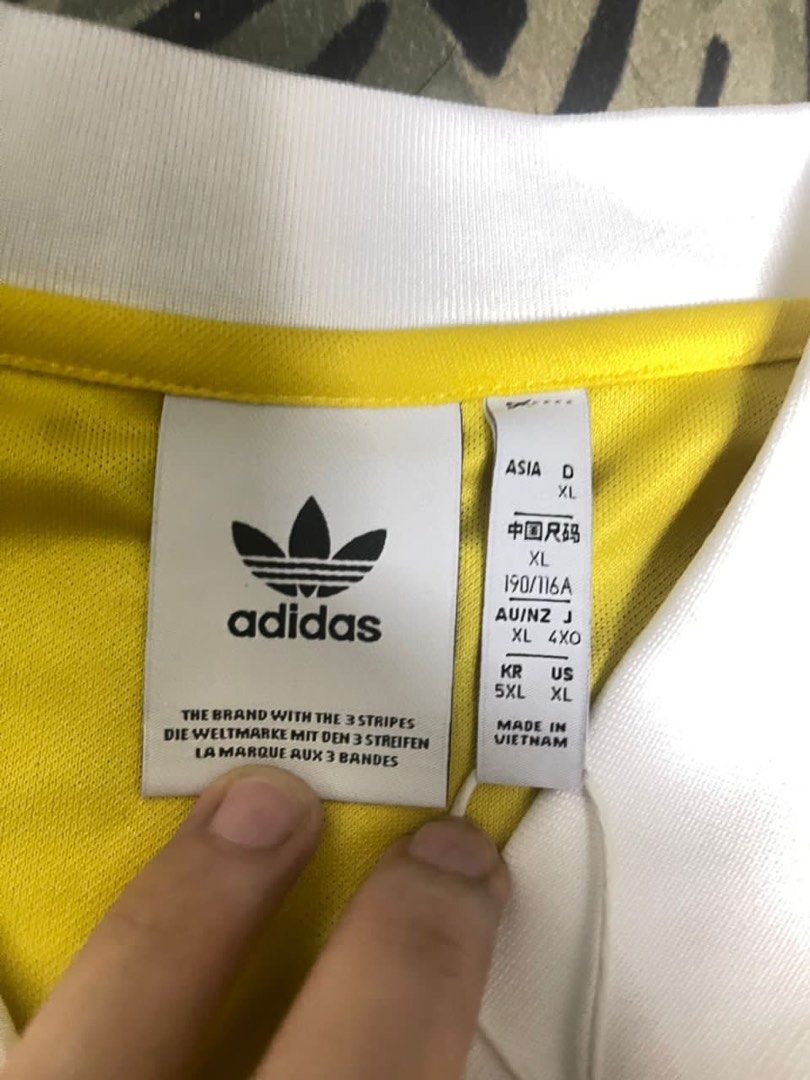 adidas
THE BRAND WITH THE 3 STRIPES
DIE WELTMARKE MIT DEN 3 STREIFEN
LA MARQUE AUX 3 BANDES
ASIA D
XL
中国尺码
XL
190/116A
AU/NZ J
XL 4XO
KR US
5XL XL
MADE IN
VIETNAM